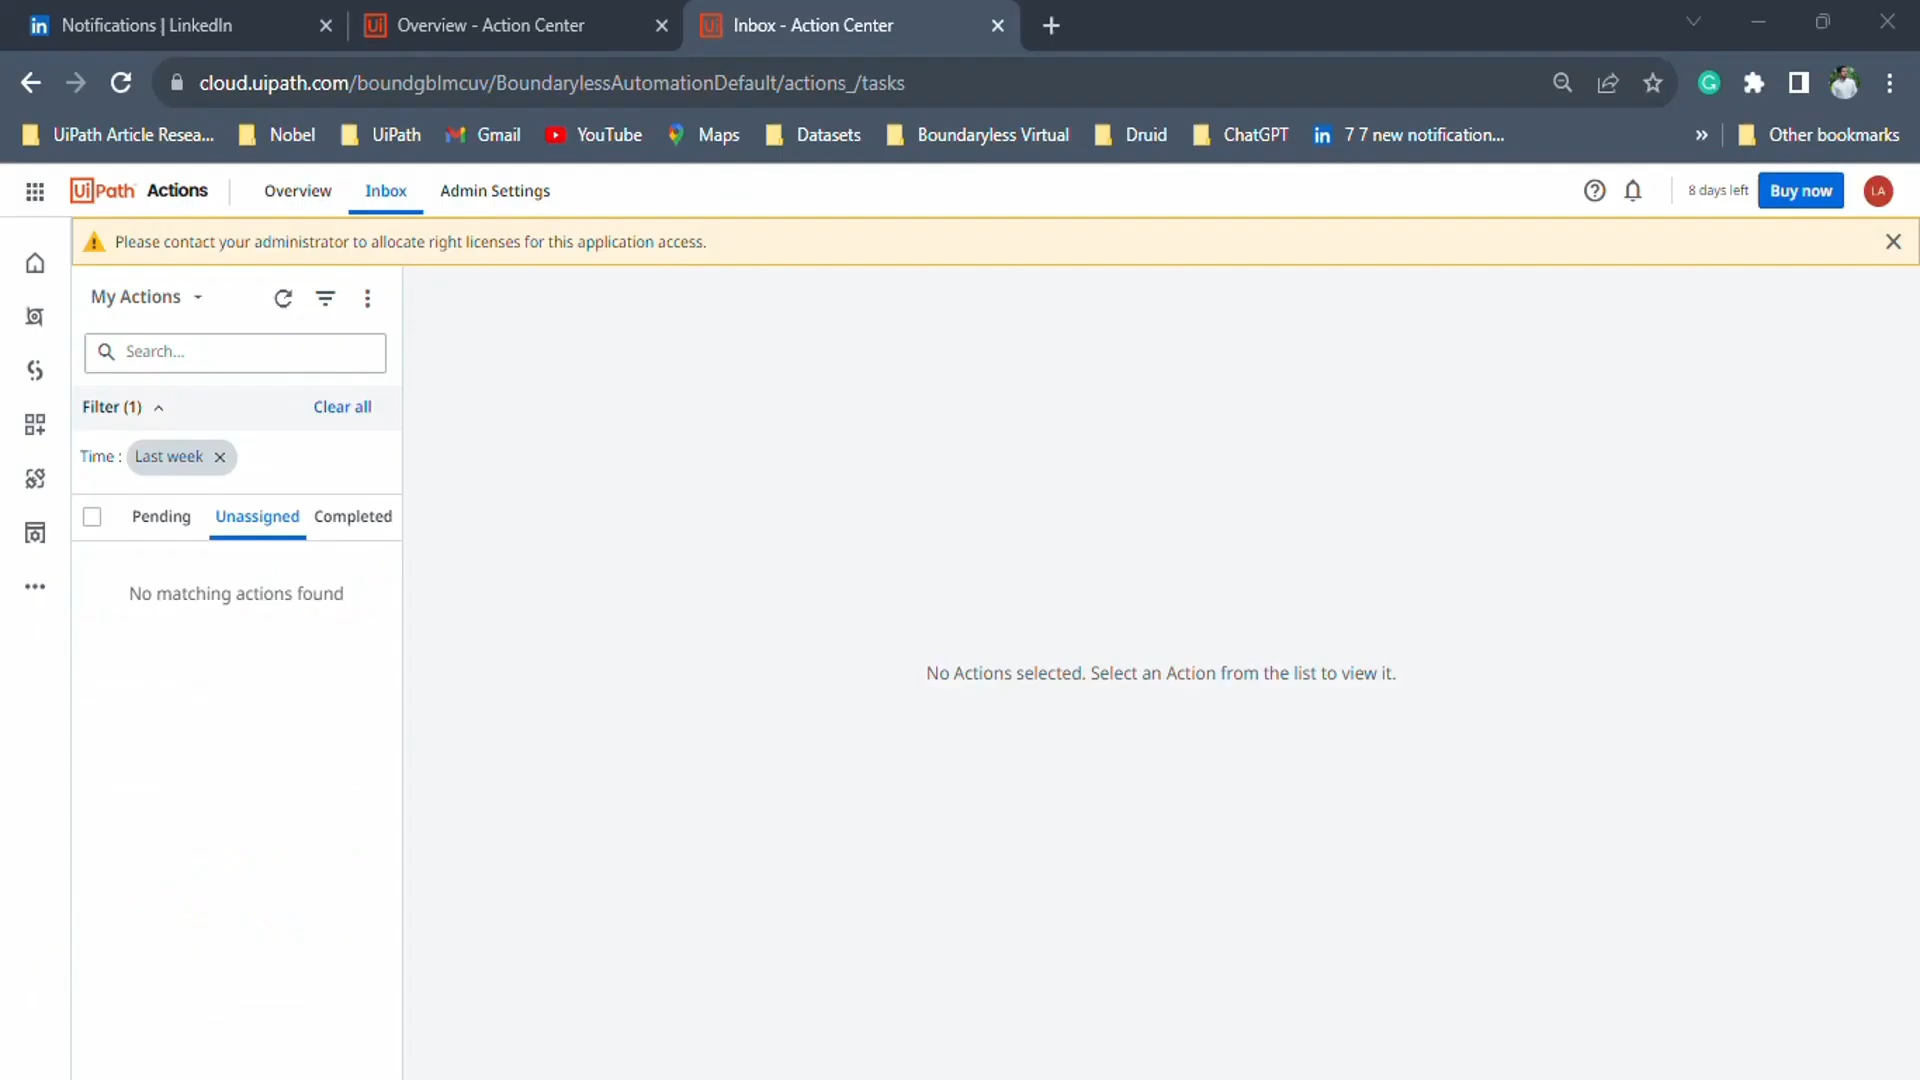 in Notifications | LinkedIn
Ui Overview - Action Center
Ui Inbox - Action Center
cloud.uipath.com/boundgblmcuv/BoundarylessAutomationDefault/actions_/tasks
G
UiPath Article Resea...
Nobel
UiPath
Gmail
YouTube
Maps
Datasets
Boundaryless Virtual
Druid
ChatGPT
in 7 7 new notification...
»
Other bookmarks
UiPath Actions
Overview
Inbox
Admin Settings
8 days left
Buy now
LA
Please contact your administrator to allocate right licenses for this application access.
My Actions
Search...
Filter (1)
Clear all
Time :
Last week
Pending
Unassigned
Completed
No matching actions found
No Actions selected. Select an Action from the list to view it.